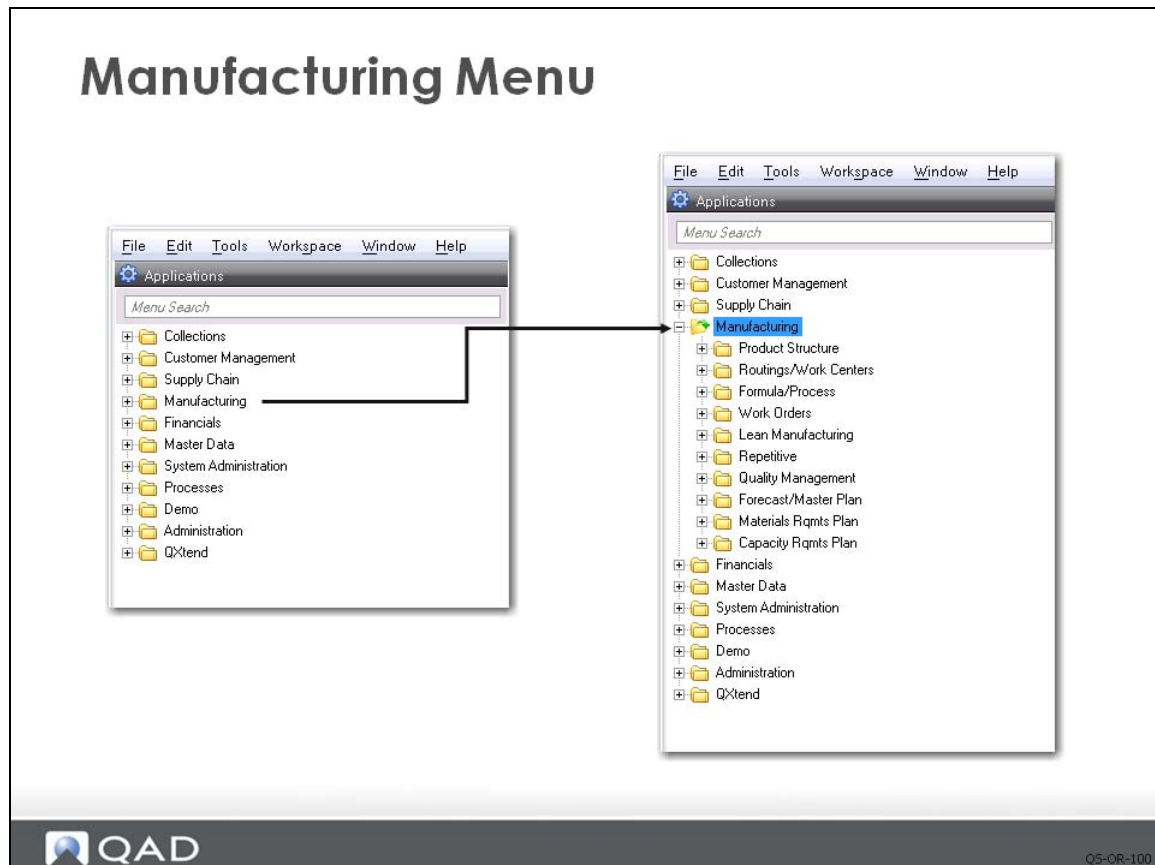 Manufacturing Menu
File Edit Tools Workspace Window Help
Applications
Menu Search
Collections
Customer Management
Supply Chain
Manufacturing
Financials
Master Data
System Administration
Processes
Demo
Administration
QXtend
File Edit Tools Workspace Window Help
Applications
Menu Search
Collections
Customer Management
Supply Chain
Manufacturing
Product Structure
Routings/Work Centers
Formula/Process
Work Orders
Lean Manufacturing
Repetitive
Quality Management
Forecast/Master Plan
Materials Rqmts Plan
Capacity Rqmts Plan
Financials
Master Data
System Administration
Processes
Demo
Administration
QXtend
QAD
QS-OR-100